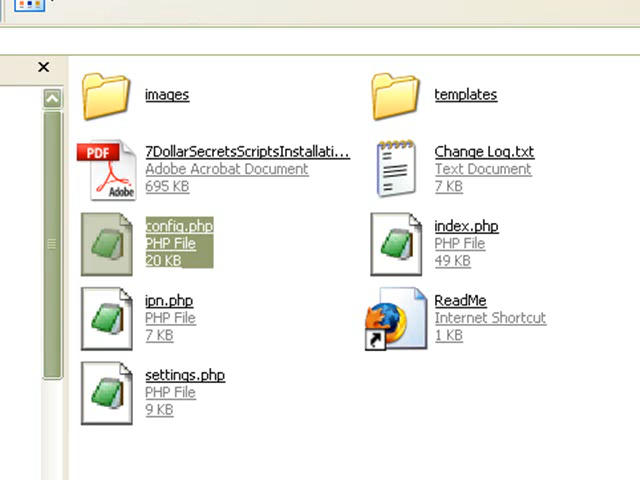 images
templates
PDF
Adobe
7DollarSecretsScriptsInstallati...
Adobe Acrobat Document
695 KB
Change Log.txt
Text Document
7 KB
config.php
PHP File
20 KB
index.php
PHP File
49 KB
ipn.php
PHP File
7 KB
ReadMe
Internet Shortcut
1 KB
settings.php
PHP File
9 KB